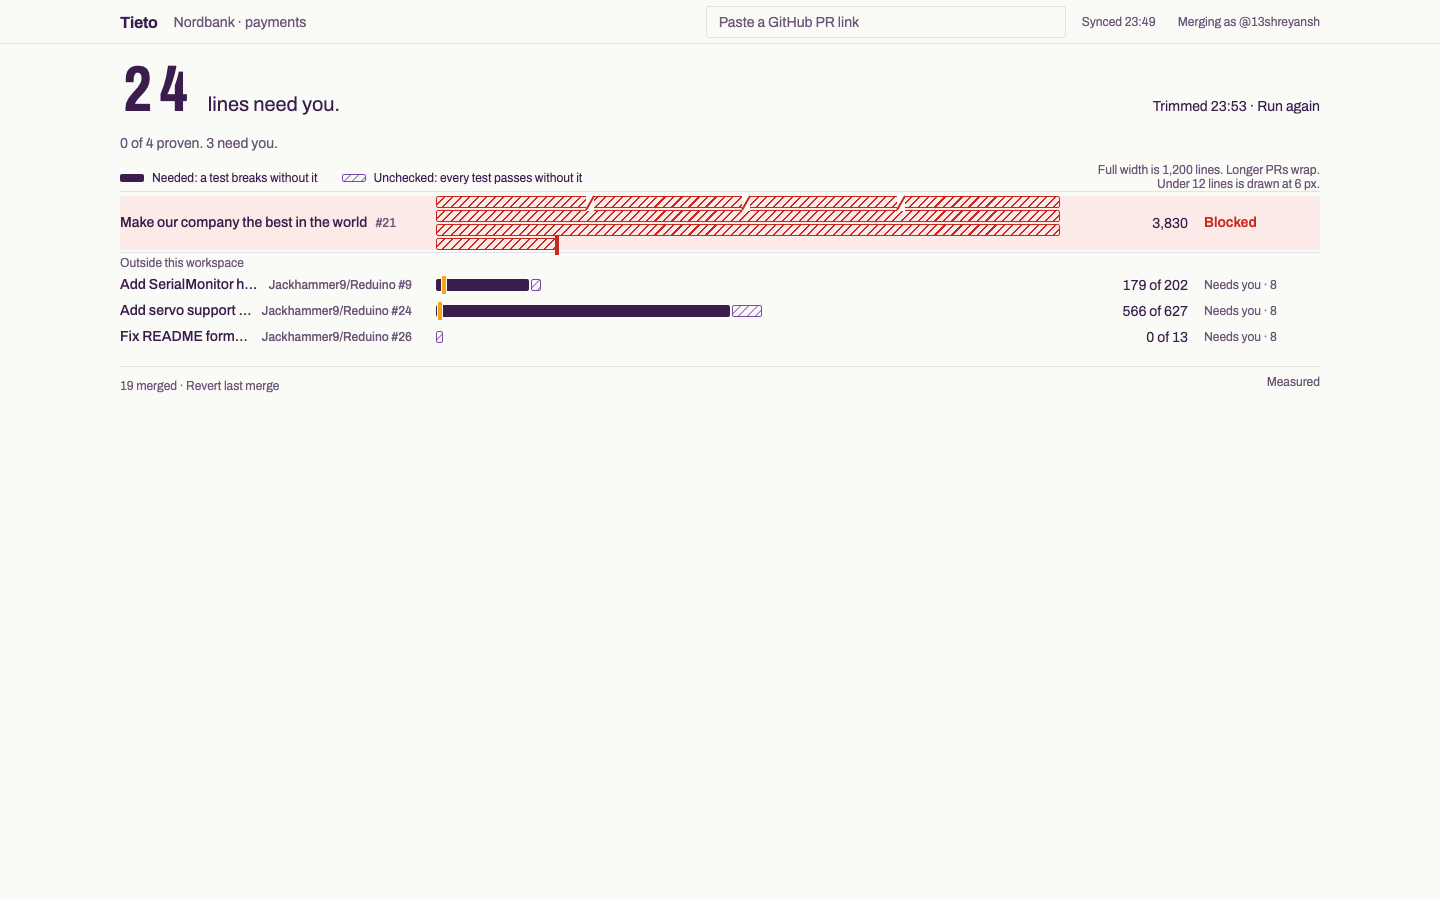 Tieto Nordbank · payments Paste a GitHub PR link Synced 23:49 Merging as @13shreyansh
24 lines need you. Trimmed 23:53 · Run again
0 of 4 proven. 3 need you.
Needed: a test breaks without it Unchecked: every test passes without it
Full width is 1,200 lines. Longer PRs wrap.
Under 12 lines is drawn at 6 px.
Make our company the best in the world #21 3,830 Blocked
Outside this workspace
Add SerialMonitor h... Jackhammer9/Reduino #9 179 of 202 Needs you · 8
Add servo support ... Jackhammer9/Reduino #24 566 of 627 Needs you · 8
Fix README form... Jackhammer9/Reduino #26 0 of 13 Needs you · 8
19 merged · Revert last merge Measured